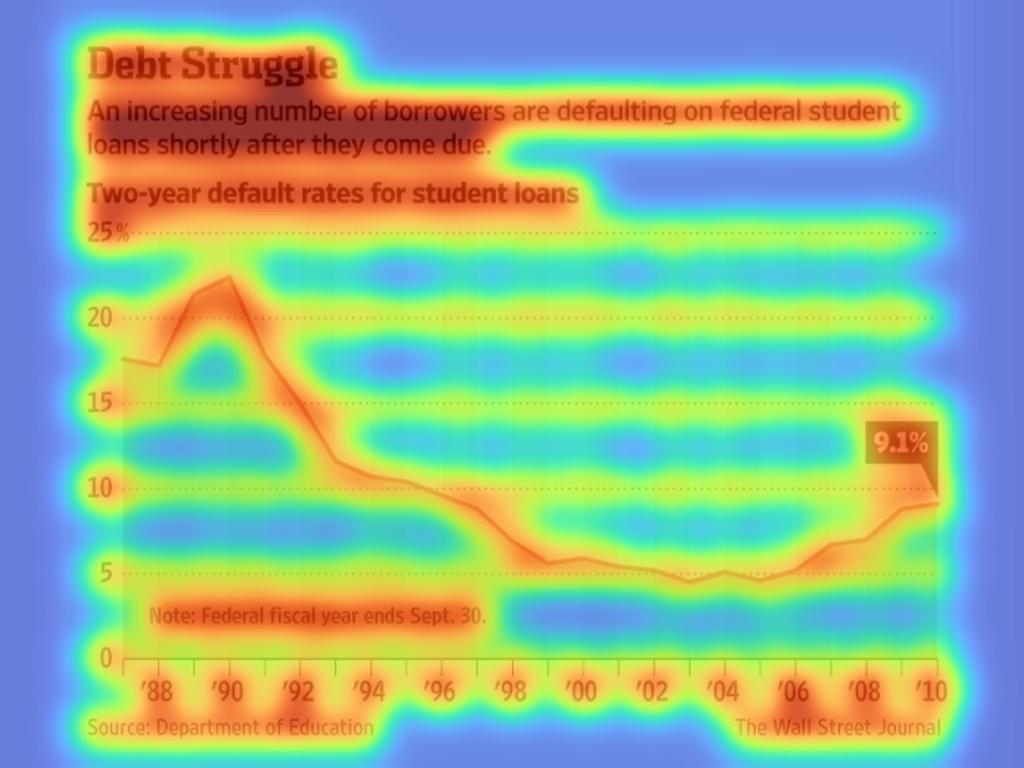 Debt Struggle
An increasing number of borrowers are defaulting on federal student
loans shortly after they come due.
Two-year default rates for student loans
25%
20
15
10
5
0
9.1%
Note: Federal fiscal year ends Sept. 30.
'88 '90 '92 '94 '96 '98 '00 '02 '04 '06 '08 '10
Source: Department of Education The Wall Street Journal